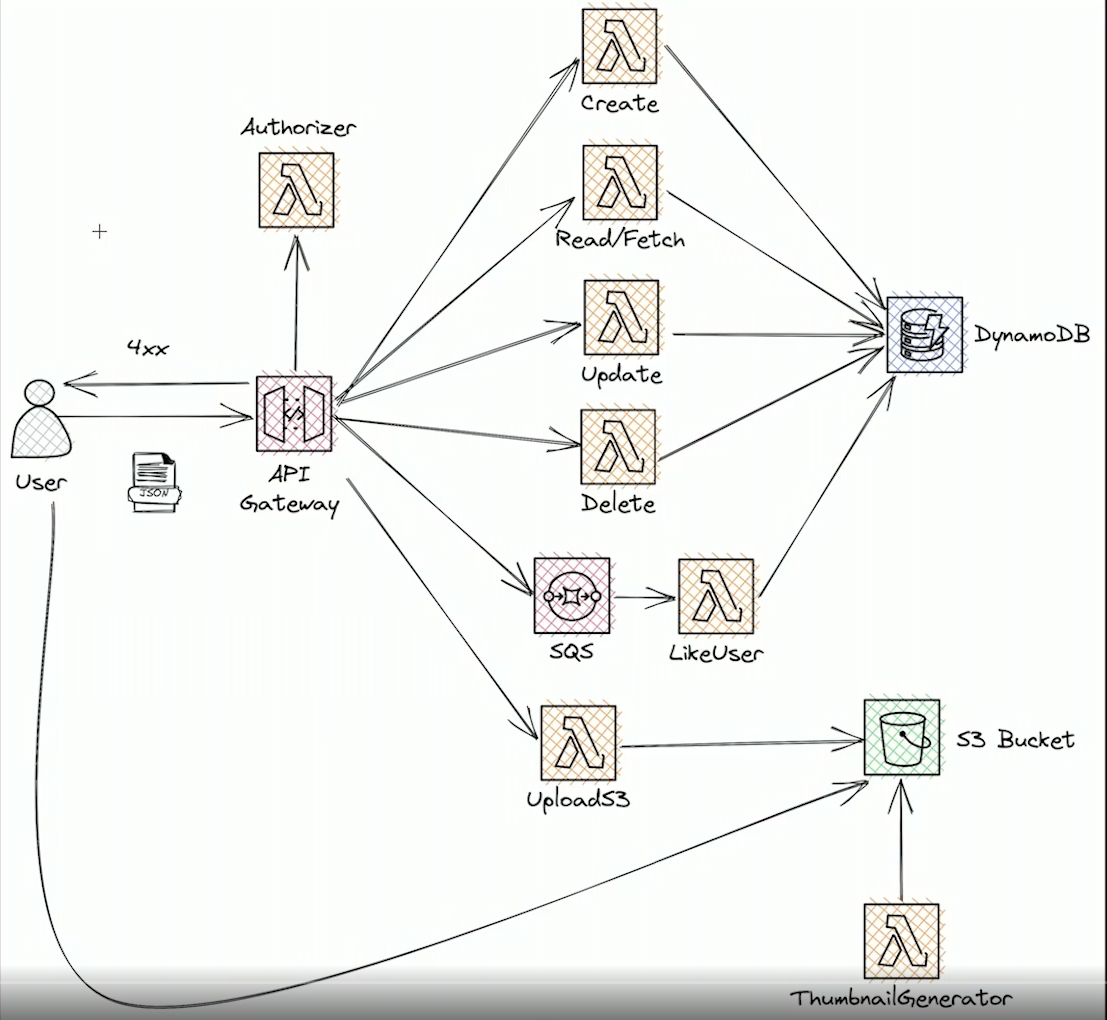 Create
Authorizer
Read/Fetch
DynamoDB
4xx
Update
User
JSON
API
Gateway
Delete
SQS
LikeUser
S3 Bucket
UploadS3
ThumbnailGenerator